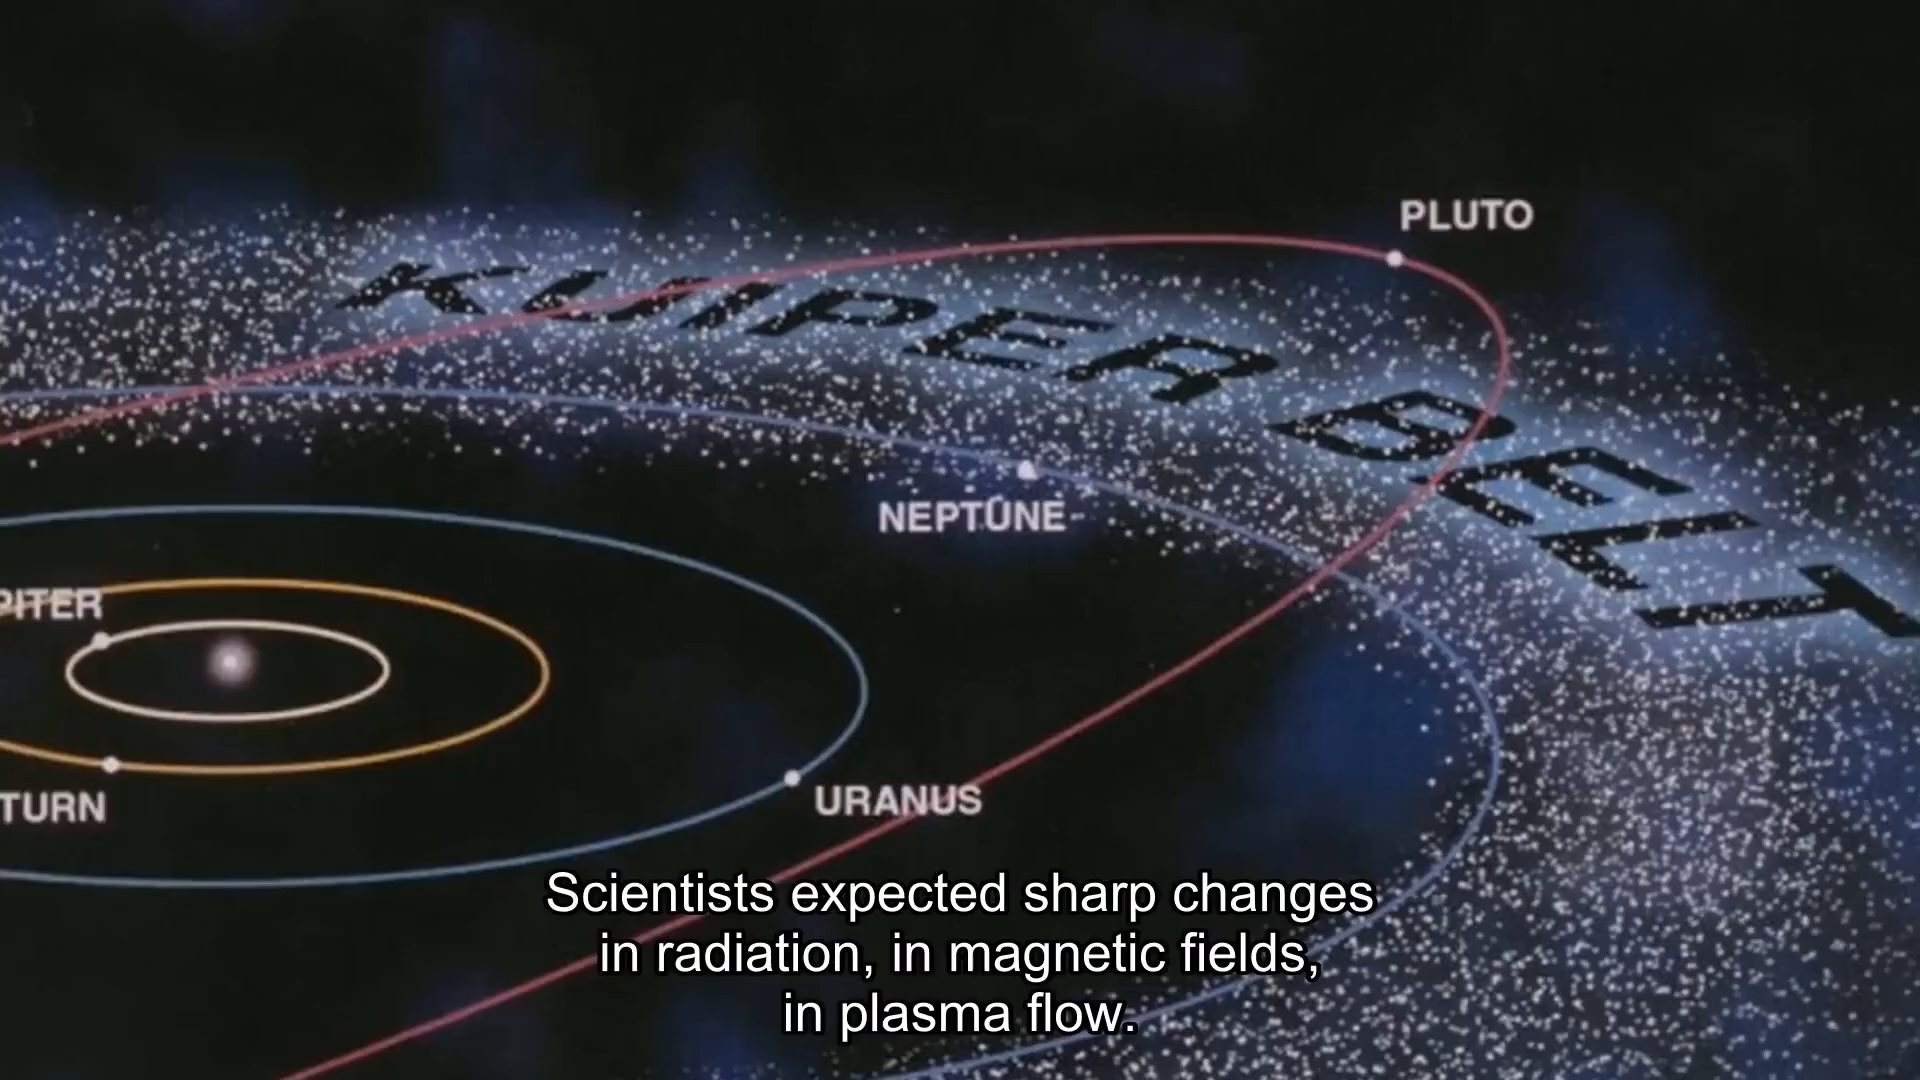 PLUTO
KUIPER BELT
NEPTUNE
PITER
URANUS
TURN
Scientists expected sharp changes
in radiation, in magnetic fields,
in plasma flow.